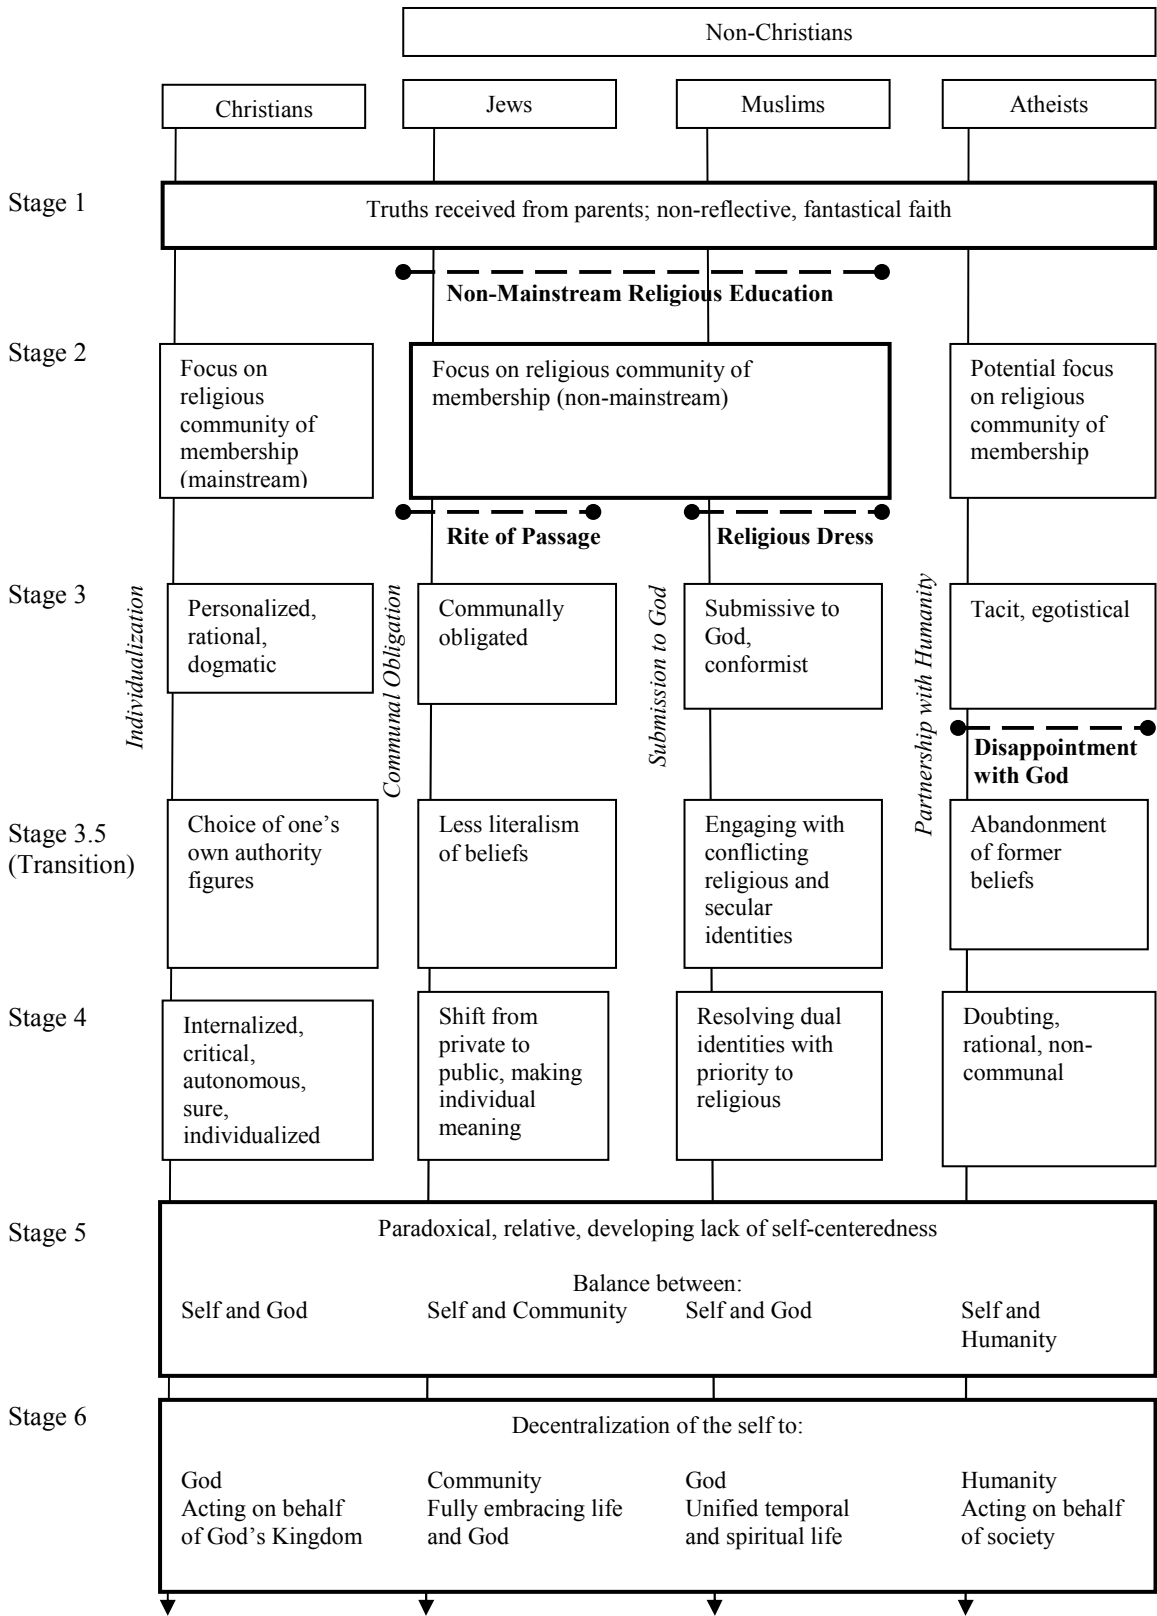 Non-Christians
Christians
Jews
Muslims
Atheists
Stage 1
Truths received from parents; non-reflective, fantastical faith
Non-Mainstream Religious Education
Stage 2
Focus on
religious
community of
membership
(mainstream)
Focus on religious community of
membership (non-mainstream)
Potential focus
on religious
community of
membership
Rite of Passage
Religious Dress
Stage 3
Individualization
Personalized,
rational,
dogmatic
Communal Obligation
Communally
obligated
Submission to God
Submissive to
God,
conformist
Partnership with Humanity
Tacit, egotistical
Disappointment
with God
Stage 3.5
(Transition)
Choice of one’s
own authority
figures
Less literalism
of beliefs
Engaging with
conflicting
religious and
secular
identities
Abandonment
of former
beliefs
Stage 4
Internalized,
critical,
autonomous,
sure,
individualized
Shift from
private to
public, making
individual
meaning
Resolving dual
identities with
priority to
religious
Doubting,
rational, non-
communal
Stage 5
Paradoxical, relative, developing lack of self-centeredness
Balance between:
Self and God
Self and Community
Self and God
Self and
Humanity
Stage 6
Decentralization of the self to:
God
Acting on behalf
of God’s Kingdom
Community
Fully embracing life
and God
God
Unified temporal
and spiritual life
Humanity
Acting on behalf
of society